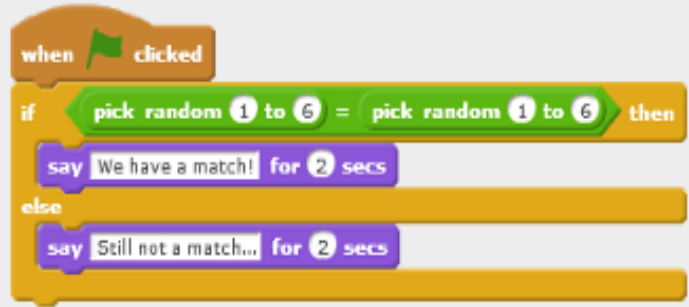 when clicked
if pick random 1 to 6 = pick random 1 to 6 then
say We have a match! for 2 secs
else
say Still not a match... for 2 secs